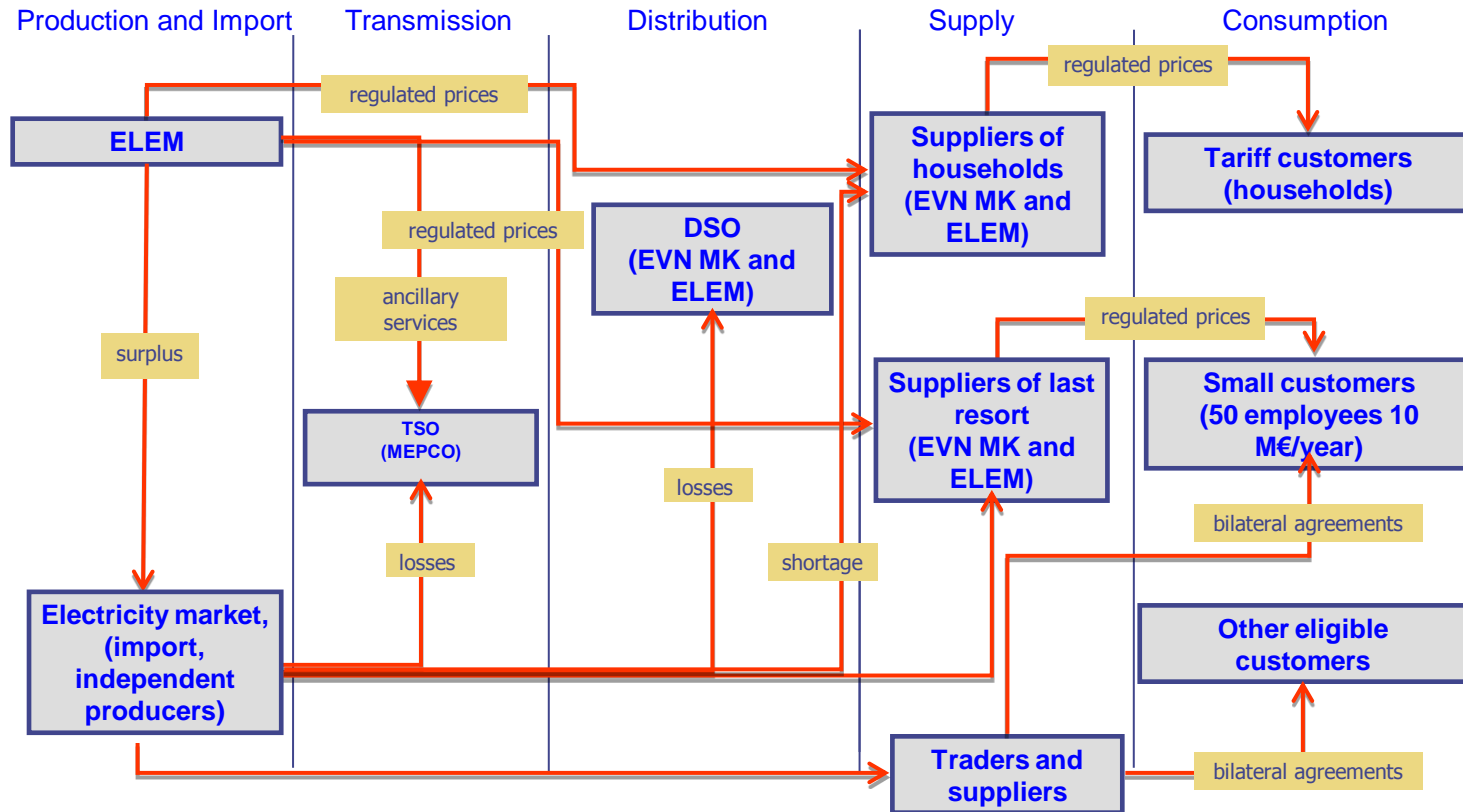 Production and Import
Transmission
Distribution
Supply
Consumption
regulated prices
regulated prices
ELEM
Suppliers of
households
(EVN MK and
ELEM)
Tariff customers
(households)
regulated prices
DSO
(EVN MK and
ELEM)
ancillary
services
surplus
regulated prices
TSO
(MEPCO)
Suppliers of last
resort
(EVN MK and
ELEM)
Small customers
(50 employees 10
M€/year)
losses
bilateral agreements
losses
shortage
Electricity market,
(import,
independent
producers)
Other eligible
customers
Traders and
suppliers
bilateral agreements